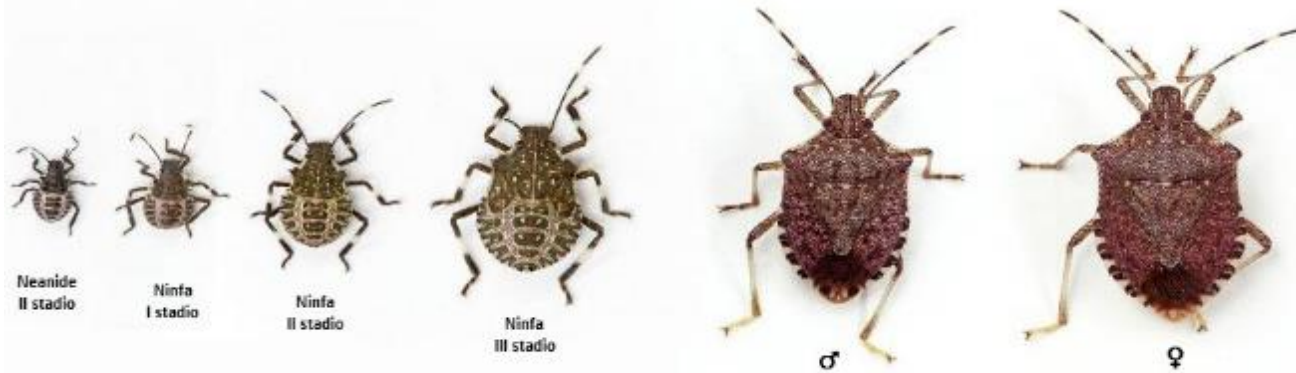 Neanide
II stadio
Ninfa
I stadio
Ninfa
II stadio
Ninfa
III stadio
♂
♀